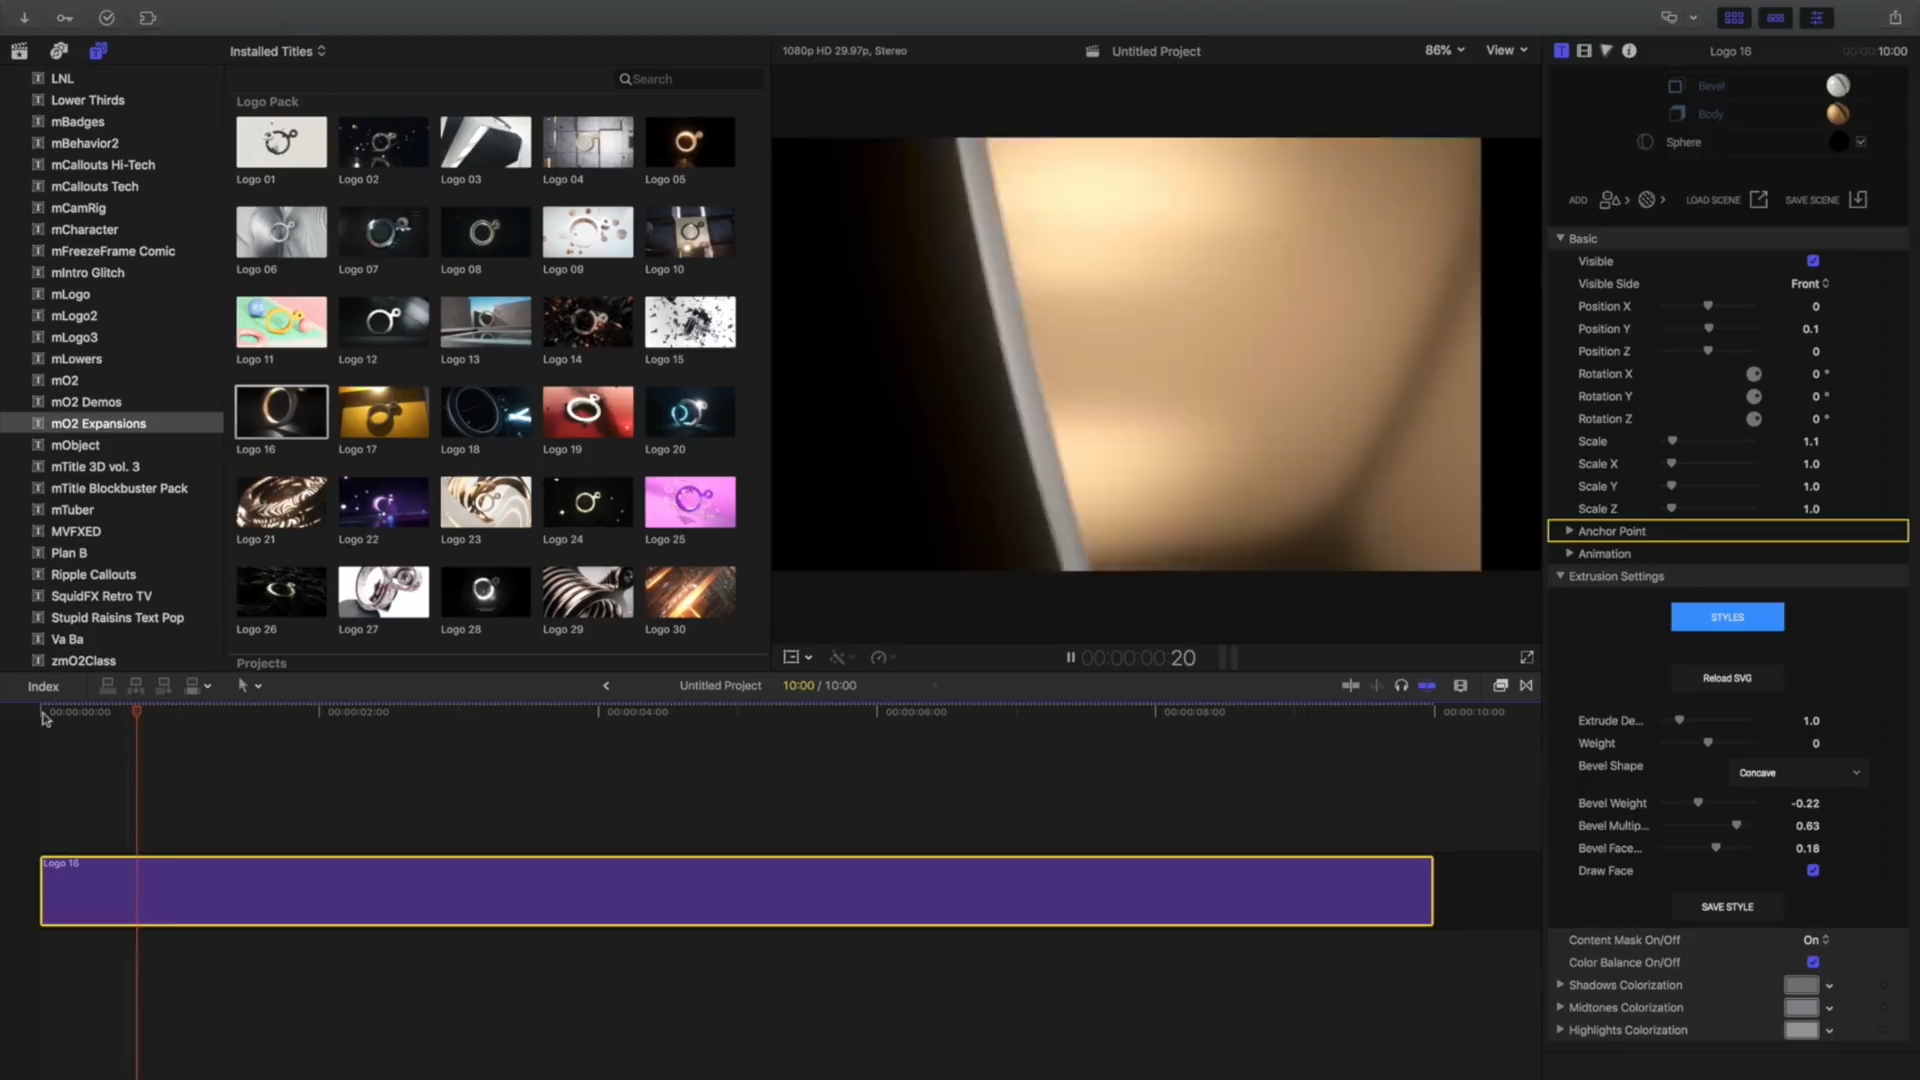 Installed Titles
1080p HD 29.97p, Stereo
Untitled Project
86%
View
Logo 16
00:00:10:00
Search
LNL
Lower Thirds
mBadges
mBehavior2
mCallouts Hi-Tech
mCallouts Tech
mCamRig
mCharacter
mFreezeFrame Comic
mIntro Glitch
mLogo
mLogo2
mLogo3
mLowers
mO2
mO2 Demos
mO2 Expansions
mObject
mTitle 3D vol. 3
mTitle Blockbuster Pack
mTuber
MVFXED
Plan B
Ripple Callouts
SquidFX Retro TV
Stupid Raisins Text Pop
Va Ba
zmO2Class
Logo Pack
Logo 01
Logo 02
Logo 03
Logo 04
Logo 05
Logo 06
Logo 07
Logo 08
Logo 09
Logo 10
Logo 11
Logo 12
Logo 13
Logo 14
Logo 15
Logo 16
Logo 17
Logo 18
Logo 19
Logo 20
Logo 21
Logo 22
Logo 23
Logo 24
Logo 25
Logo 26
Logo 27
Logo 28
Logo 29
Logo 30
Projects
00:00:00:20
Bevel
Body
Sphere
ADD
LOAD SCENE
SAVE SCENE
Basic
Visible
Visible Side Front
Position X 0
Position Y 0.1
Position Z 0
Rotation X 0 °
Rotation Y 0 °
Rotation Z 0 °
Scale 1.1
Scale X 1.0
Scale Y 1.0
Scale Z 1.0
Anchor Point
Animation
Extrusion Settings
STYLES
Reload SVG
Extrude De... 1.0
Weight 0
Bevel Shape Concave
Bevel Weight -0.22
Bevel Multip... 0.63
Bevel Face... 0.18
Draw Face
SAVE STYLE
Content Mask On/Off On
Color Balance On/Off
Shadows Colorization
Midtones Colorization
Highlights Colorization
Index
Untitled Project
10:00 / 10:00
00:00:00:00
00:00:02:00
00:00:04:00
00:00:06:00
00:00:08:00
00:00:10:00
Logo 16